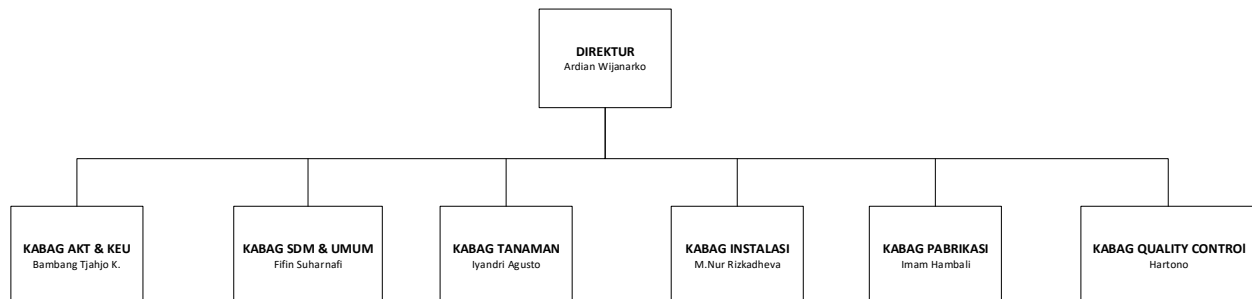 DIREKTUR
Ardian Wijanarko
KABAG AKT & KEU
Bambang Tjahjo K.
KABAG SDM & UMUM
Fifin Suharnafi
KABAG TANAMAN
Iyandri Agusto
KABAG INSTALASI
M.Nur Rizkadheva
KABAG PABRIKASI
Imam Hambali
KABAG QUALITY CONTROl
Hartono